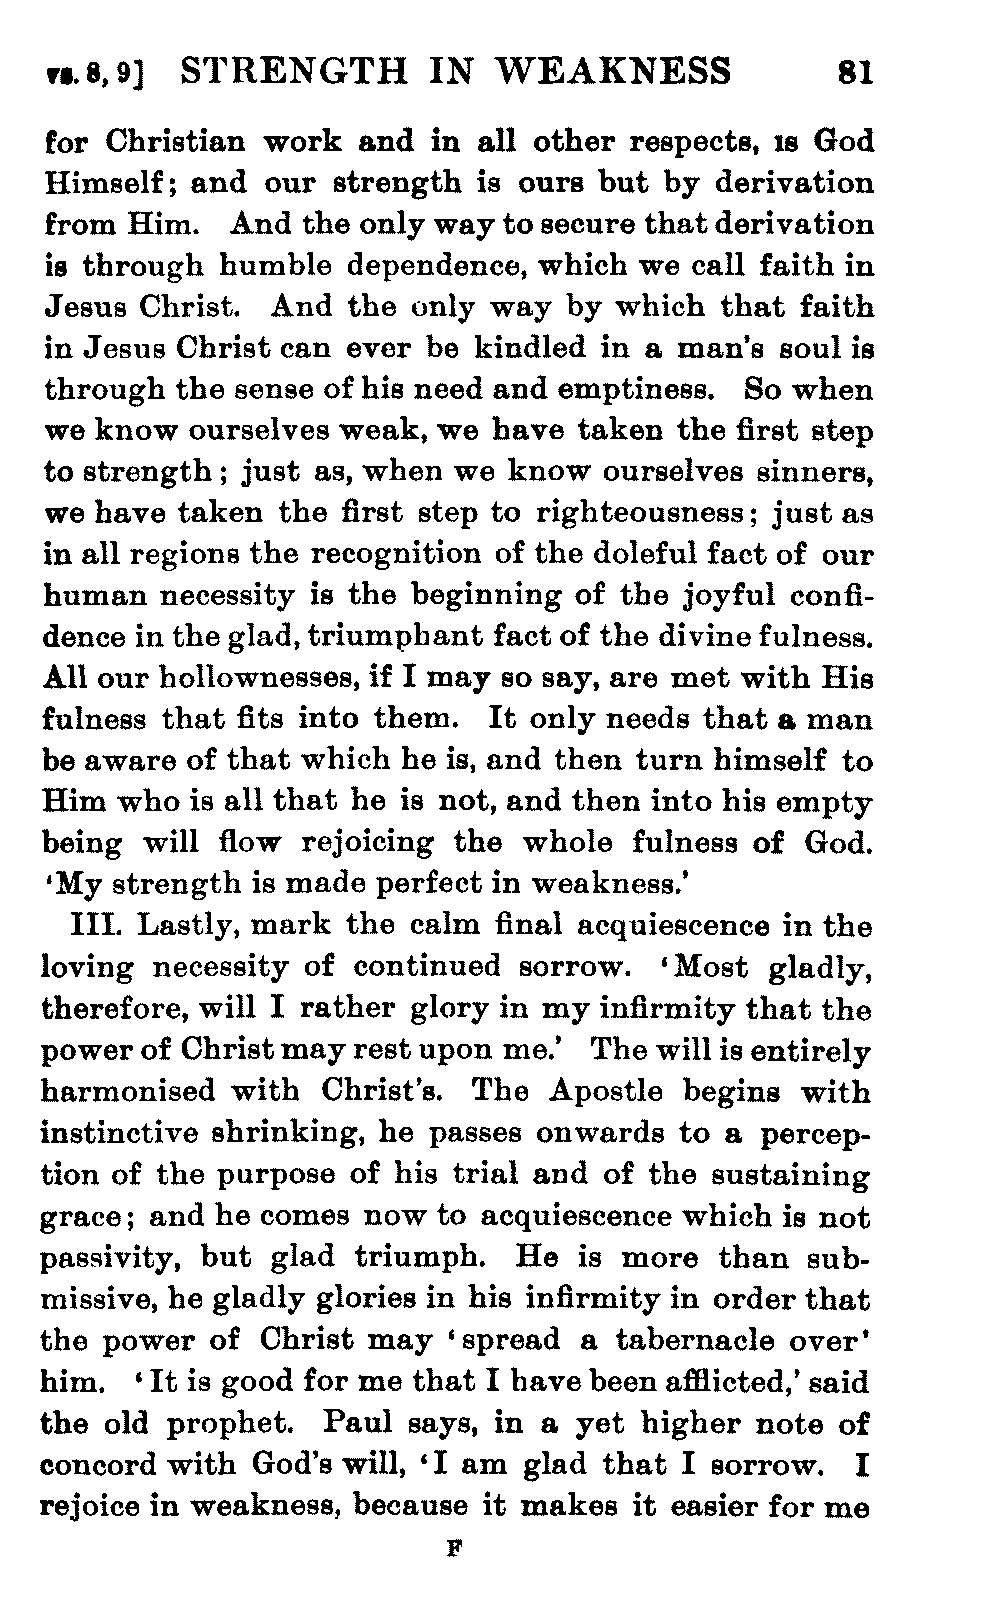 vs. 8, 9] STRENGTH IN WEAKNESS 81
for Christian work and in all other respects, is God
Himself; and our strength is ours but by derivation
from Him. And the only way to secure that derivation
is through humble dependence, which we call faith in
Jesus Christ. And the only way by which that faith
in Jesus Christ can ever be kindled in a man's soul is
through the sense of his need and emptiness. So when
we know ourselves weak, we have taken the first step
to strength; just as, when we know ourselves sinners,
we have taken the first step to righteousness; just as
in all regions the recognition of the doleful fact of our
human necessity is the beginning of the joyful confi-
dence in the glad, triumphant fact of the divine fulness.
All our hollownesses, if I may so say, are met with His
fulness that fits into them. It only needs that a man
be aware of that which he is, and then turn himself to
Him who is all that he is not, and then into his empty
being will flow rejoicing the whole fulness of God.
'My strength is made perfect in weakness.'
III. Lastly, mark the calm final acquiescence in the
loving necessity of continued sorrow. 'Most gladly,
therefore, will I rather glory in my infirmity that the
power of Christ may rest upon me.' The will is entirely
harmonised with Christ's. The Apostle begins with
instinctive shrinking, he passes onwards to a percep-
tion of the purpose of his trial and of the sustaining
grace; and he comes now to acquiescence which is not
passivity, but glad triumph. He is more than sub-
missive, he gladly glories in his infirmity in order that
the power of Christ may 'spread a tabernacle over'
him. 'It is good for me that I have been afflicted,' said
the old prophet. Paul says, in a yet higher note of
concord with God's will, 'I am glad that I sorrow. I
rejoice in weakness, because it makes it easier for me
F